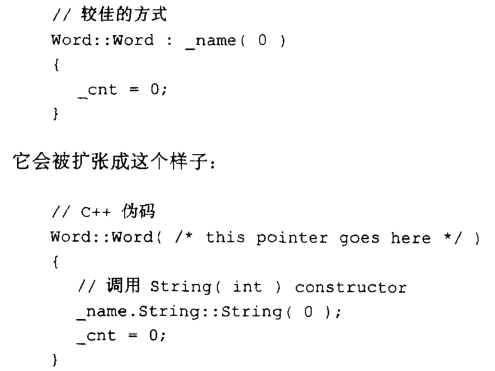 // 较佳的方式
Word::Word : _name( 0 )
{
_cnt = 0;
}
它会被扩张成这个样子：
// C++ 伪码
Word::Word( /* this pointer goes here */ )
{
// 调用 String( int ) constructor
_name.String::String( 0 );
_cnt = 0;
}